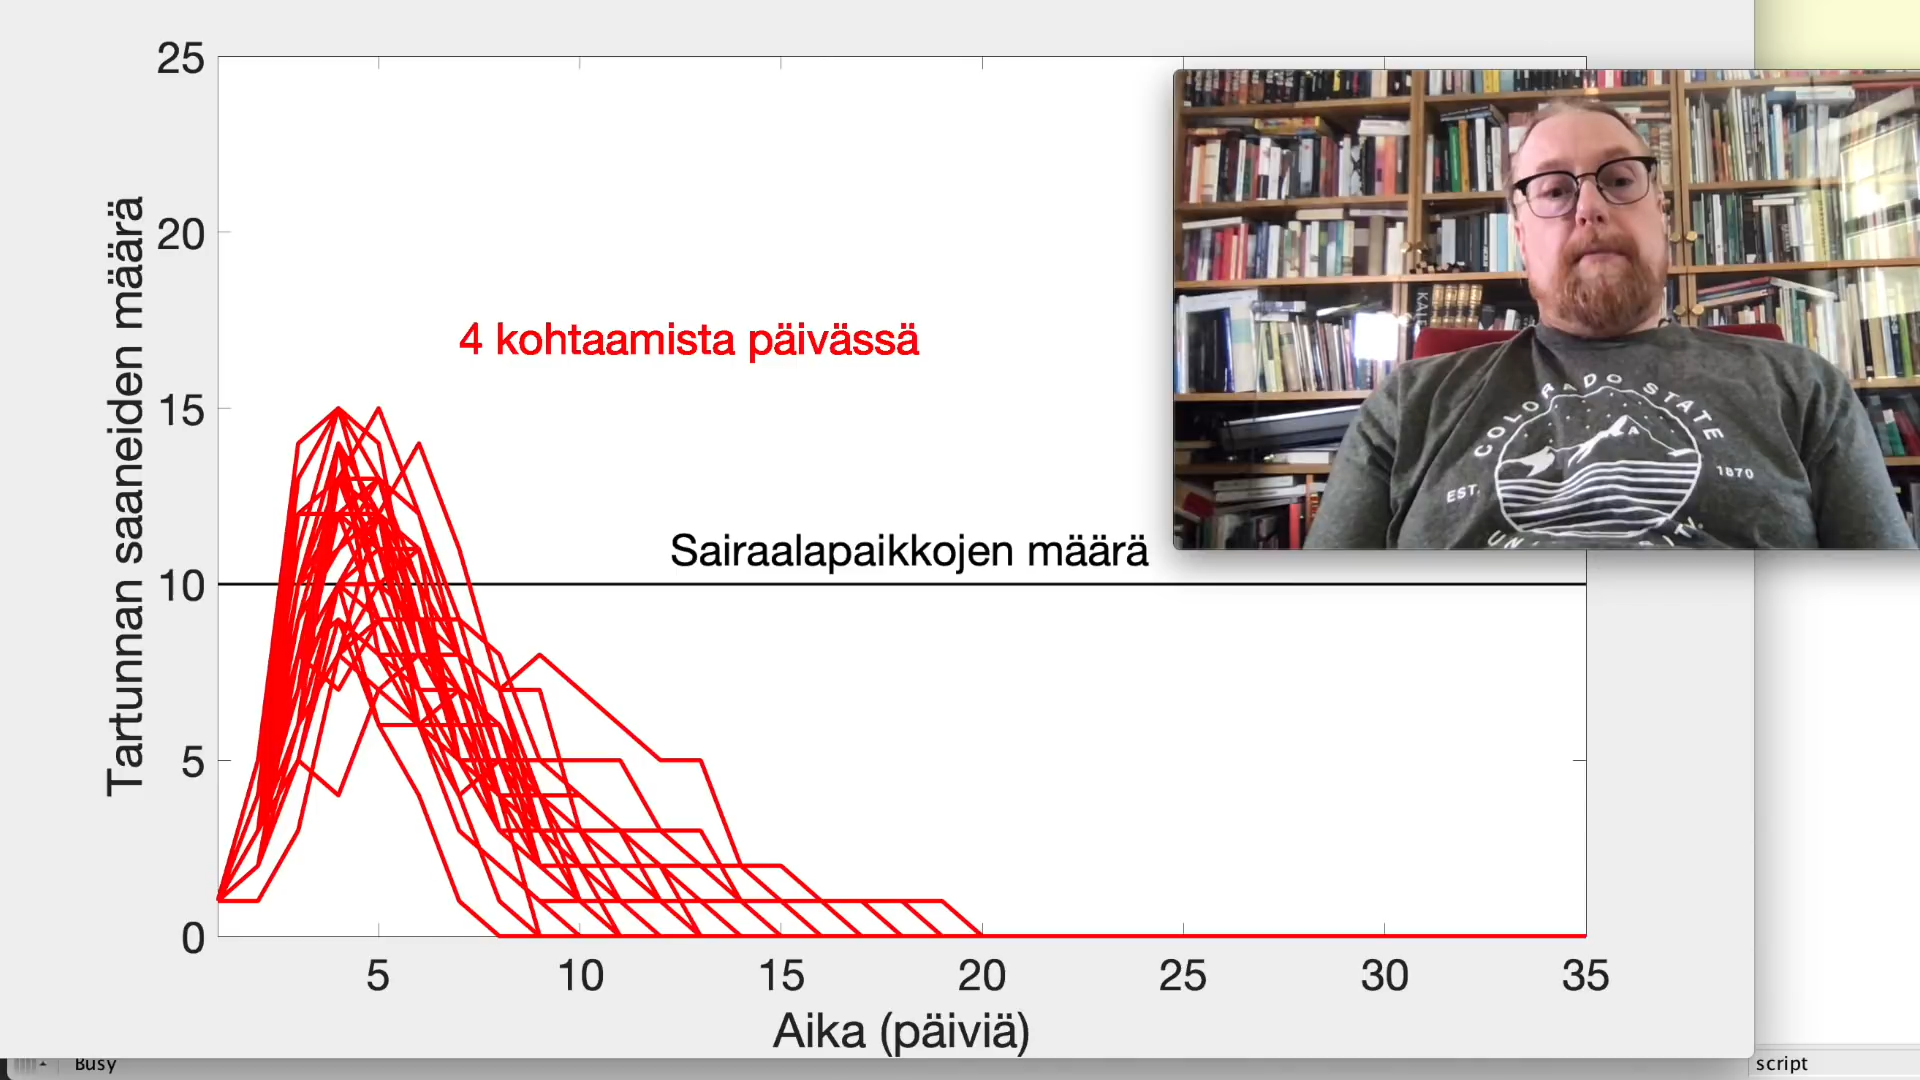 25
20
15
10
5
0
Tartunnan saaneiden määrä
4 kohtaamista päivässä
Sairaalapaikkojen määrä
5 10 15 20 25 30 35
Aika (päiviä)
COLORADO STATE
EST. 1870
Busy
script